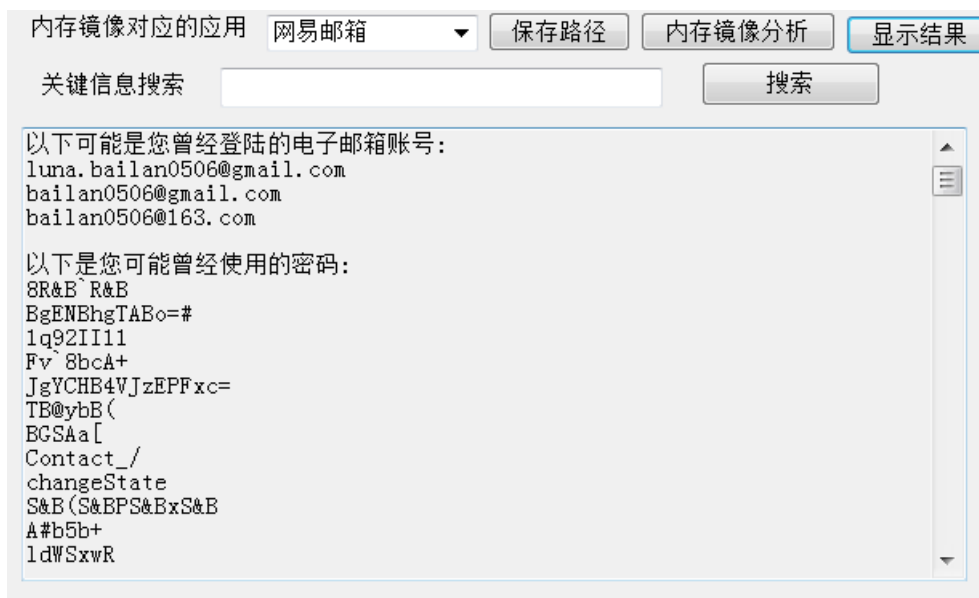 内存镜像对应的应用 网易邮箱 保存路径 内存镜像分析 显示结果
关键信息搜索 搜索
以下可能是您曾经登陆的电子邮箱账号:
luna.bailan0506@gmail.com
bailan0506@gmail.com
bailan0506@163.com
以下是您可能曾经使用的密码:
8R&B`R&B
BgENBhgTABo=#
1q92II11
Fv`8bcA+
JgYCHB4VJzEPFxc=
TB@ybB(
BGSAa[
Contact_/
changeState
S&B(S&BPS&BxS&B
A#b5b+
ldWSxwR